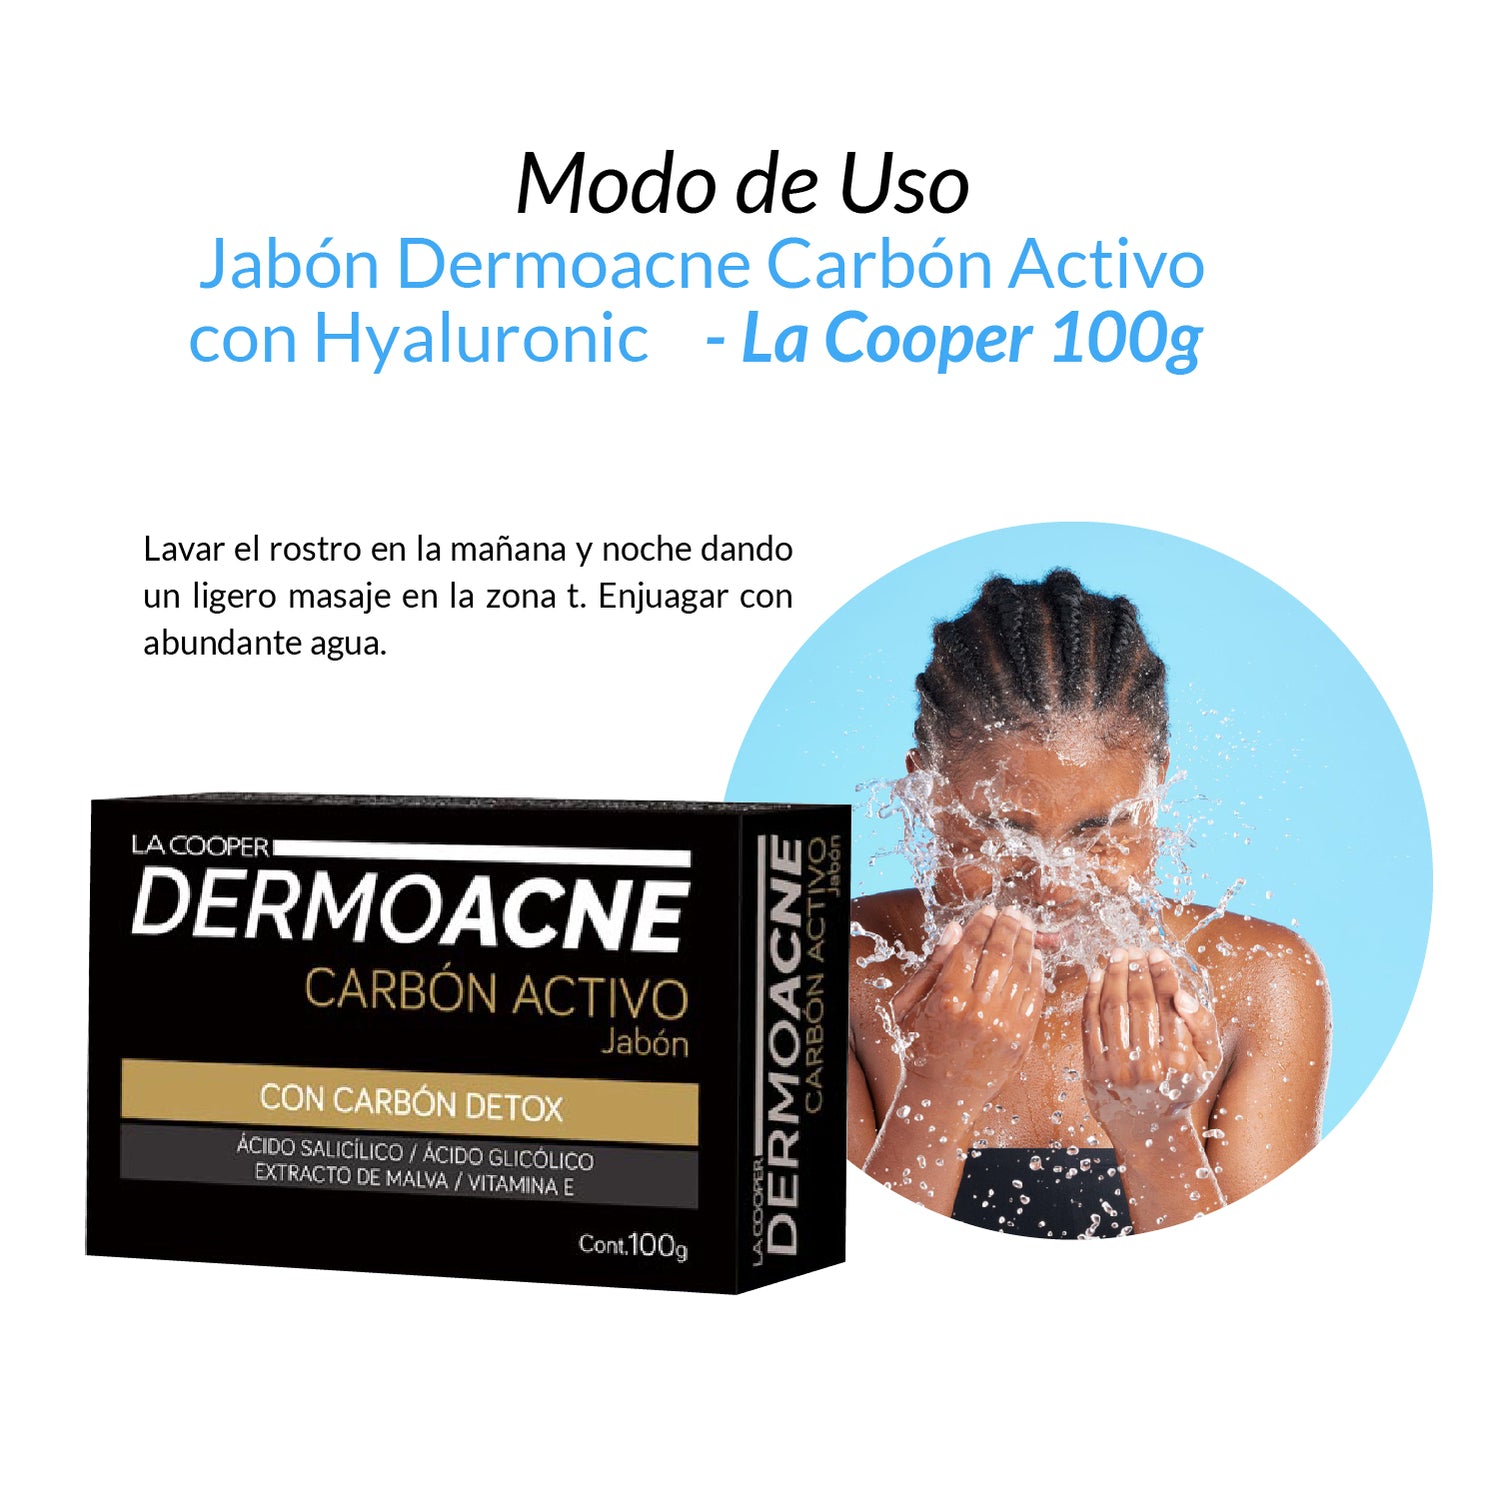 Modo de Uso
Jabón Dermoacne Carbón Activo
con Hyaluronic - La Cooper 100g
Lavar el rostro en la mañana y noche dando
un ligero masaje en la zona t. Enjuagar con
abundante agua.
LA COOPER
DERMOACNE
CARBÓN ACTIVO
Jabón
CON CARBÓN DETOX
ÁCIDO SALICÍLICO / ÁCIDO GLICÓLICO
EXTRACTO DE MALVA / VITAMINA E
Cont.100g
LA COOPER
DERMOACNE
CARBÓN ACTIVO
Jabón